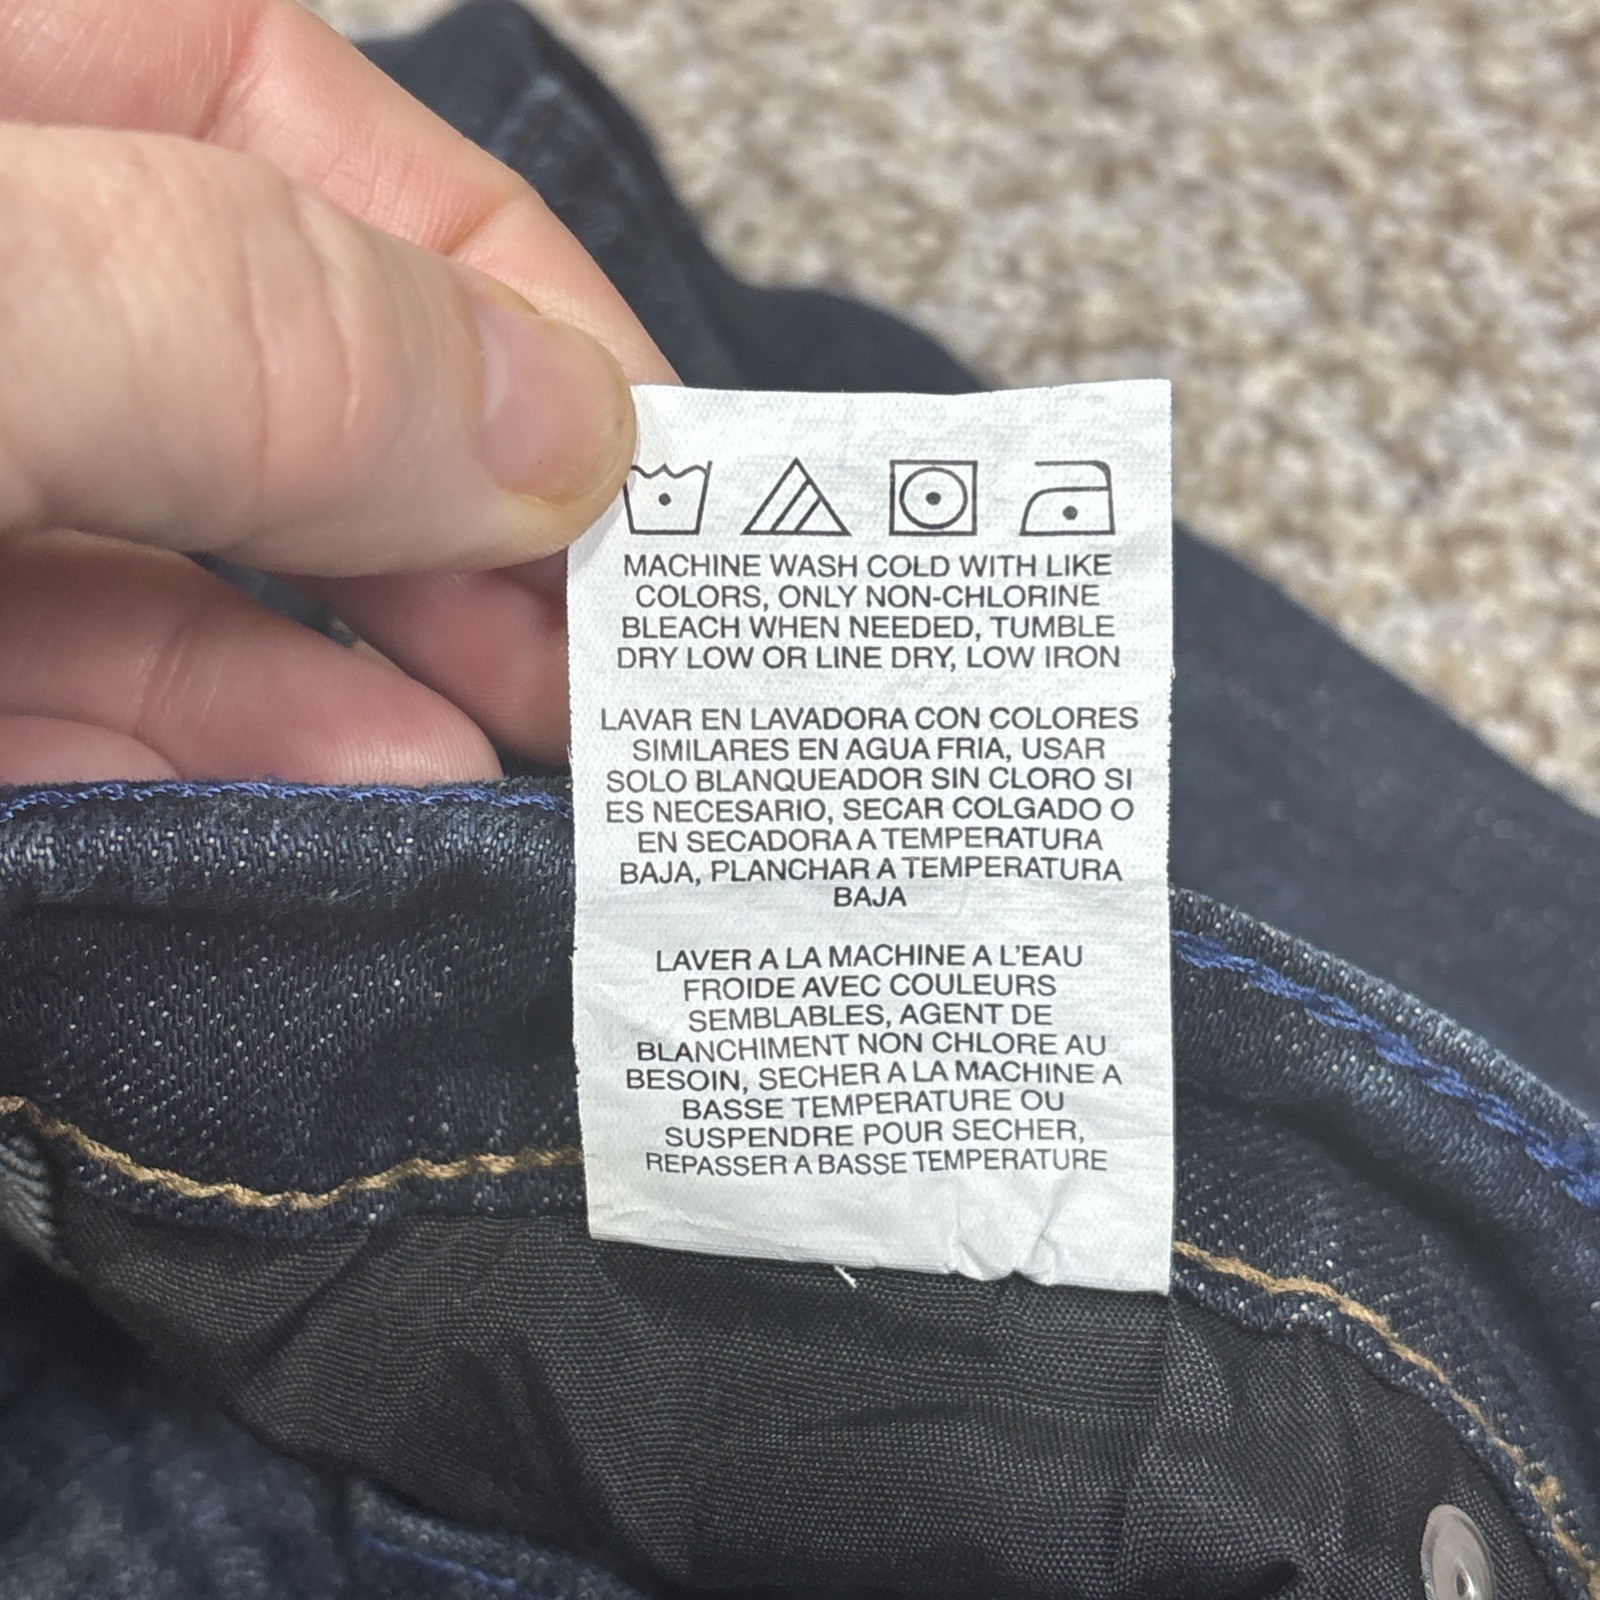 MACHINE WASH COLD WITH LIKE
COLORS, ONLY NON-CHLORINE
BLEACH WHEN NEEDED, TUMBLE
DRY LOW OR LINE DRY, LOW IRON
LAVAR EN LAVADORA CON COLORES
SIMILARES EN AGUA FRIA, USAR
SOLO BLANQUEADOR SIN CLORO SI
ES NECESARIO, SECAR COLGADO O
EN SECADORA A TEMPERATURA
BAJA, PLANCHAR A TEMPERATURA
BAJA
LAVER A LA MACHINE A L'EAU
FROIDE AVEC COULEURS
SEMBLABLES, AGENT DE
BLANCHIMENT NON CHLORE AU
BESOIN, SECHER A LA MACHINE A
BASSE TEMPERATURE OU
SUSPENDRE POUR SECHER,
REPASSER A BASSE TEMPERATURE